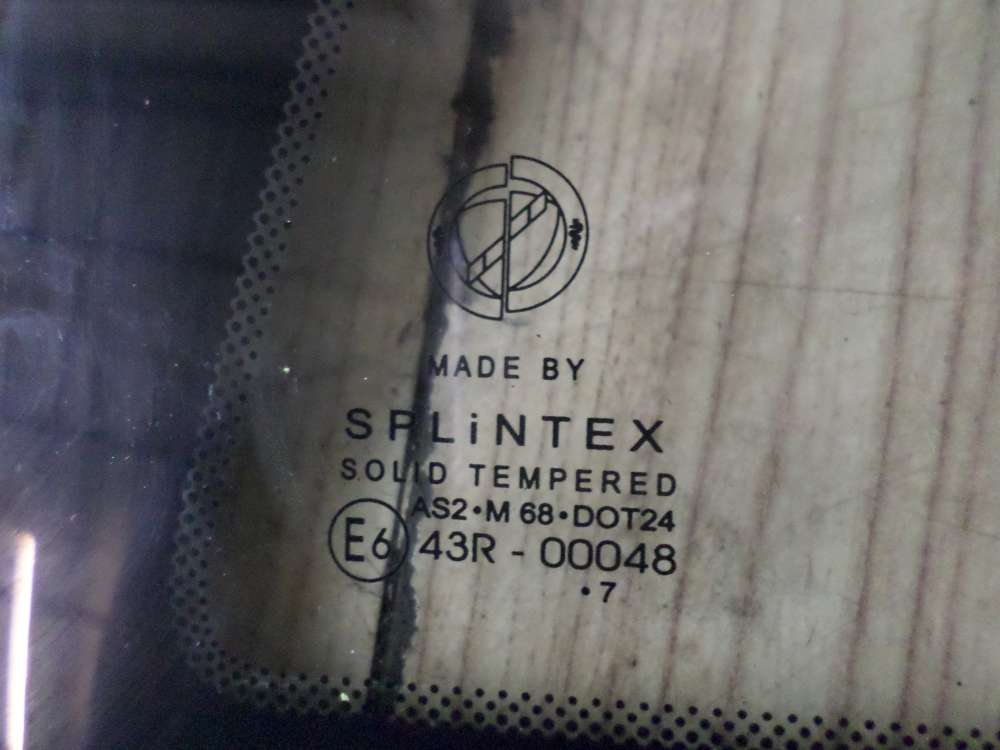 MADE BY
SPLiNTEX
SOLID TEMPERED
AS2•M 68•DOT24
E6 43R - 00048
•7